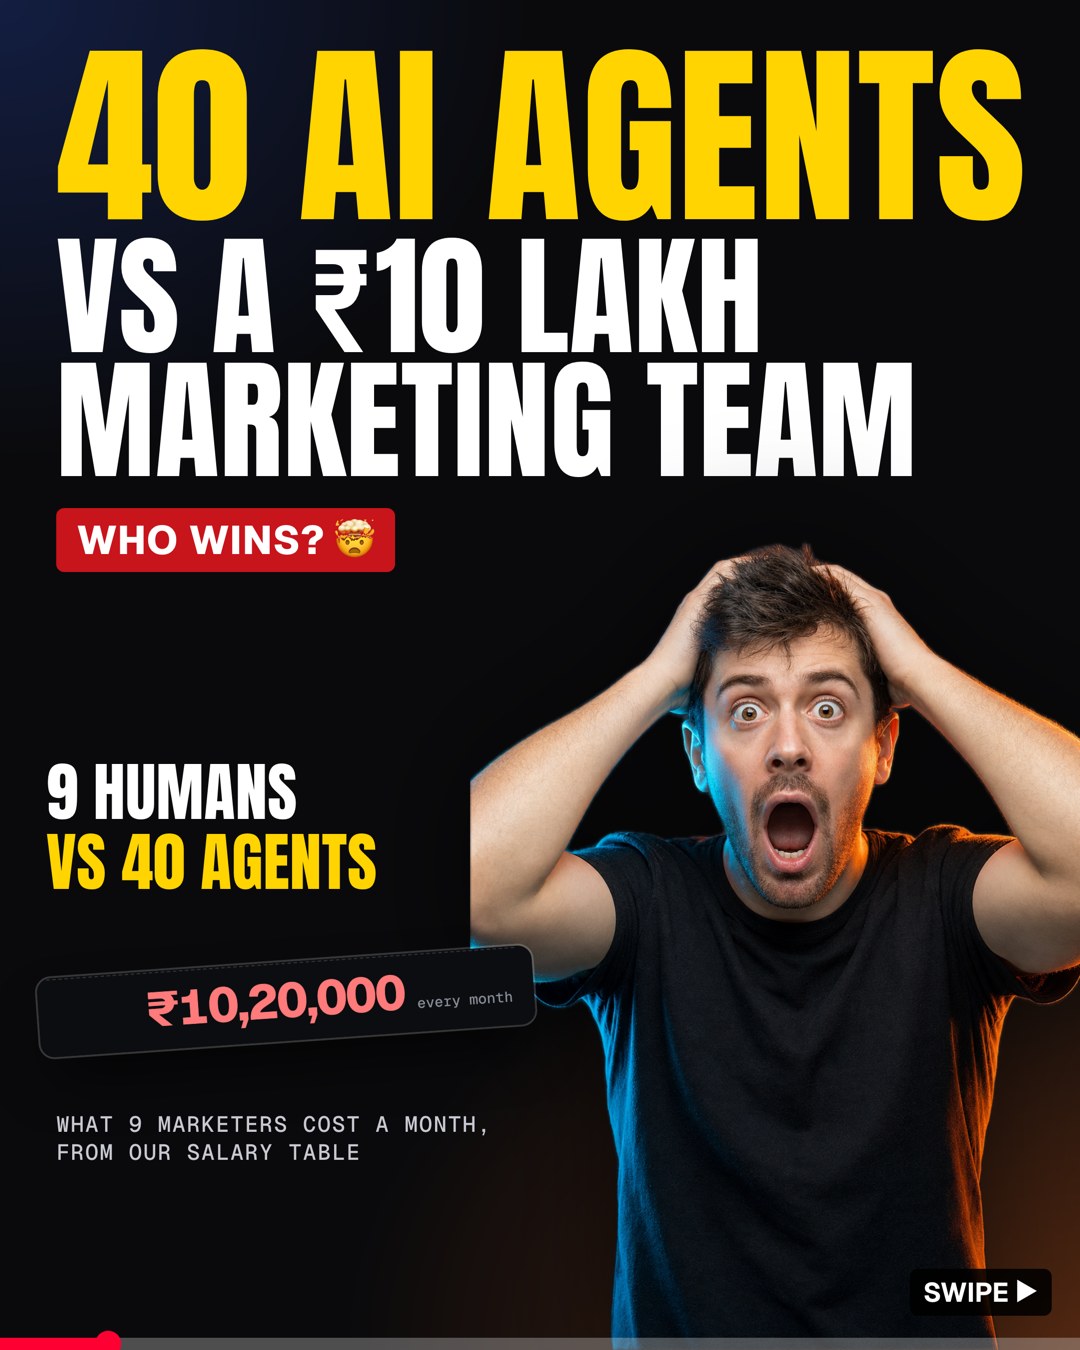 40 AI AGENTS
VS A ₹10 LAKH
MARKETING TEAM
WHO WINS? 🤯
9 HUMANS
VS 40 AGENTS
₹10,20,000 every month
WHAT 9 MARKETERS COST A MONTH,
FROM OUR SALARY TABLE
SWIPE ▶